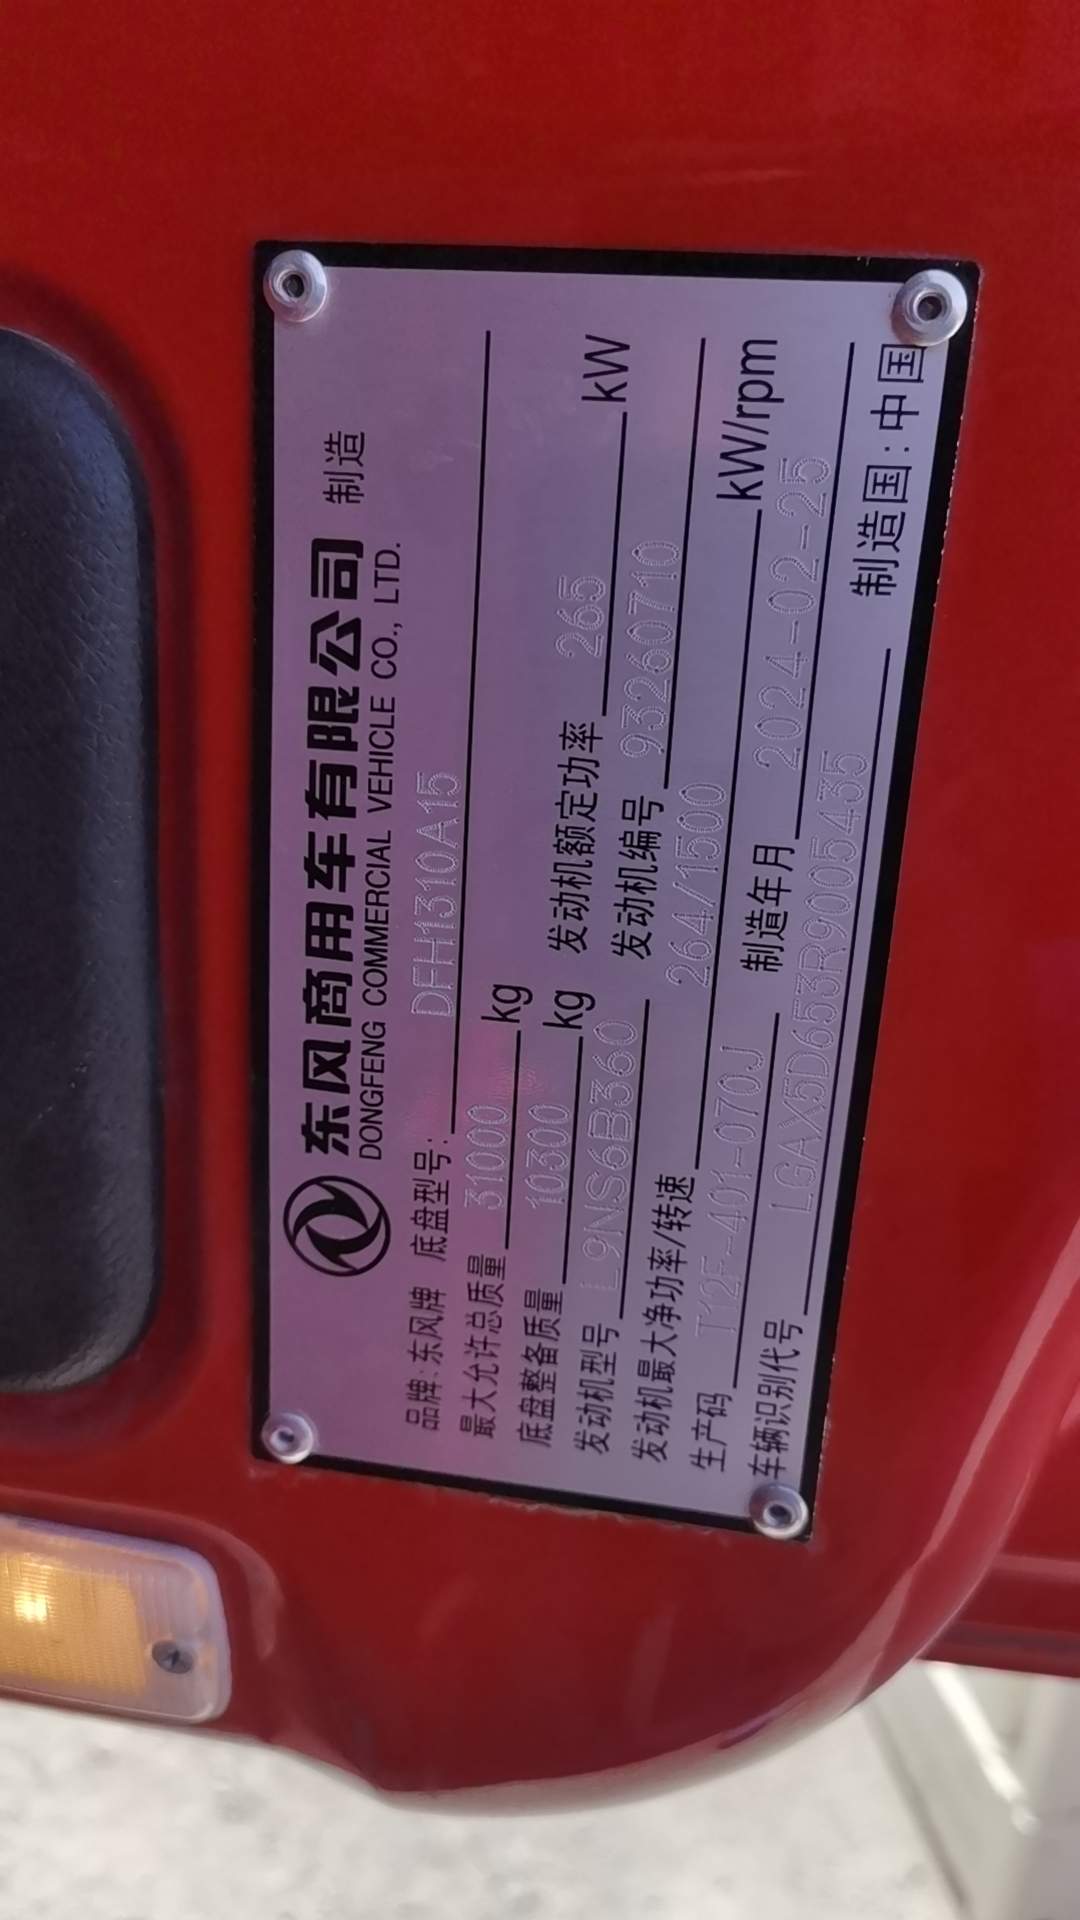 东风商用车有限公司 制造
DONGFENG COMMERCIAL VEHICLE CO., LTD.
品牌:东风牌 底盘型号: DFH1310A15
最大允许总质量 31000 kg
底盘整备质量 10300 kg 发动机额定功率 265 kW
发动机型号 L9NS6B360 发动机编号 93260710
发动机最大净功率/转速 264/1500 kW/rpm
生产码 T12F-401-070J 制造年月 2024-02-25
车辆识别代号 LGAX5D653R9005435 制造国:中国